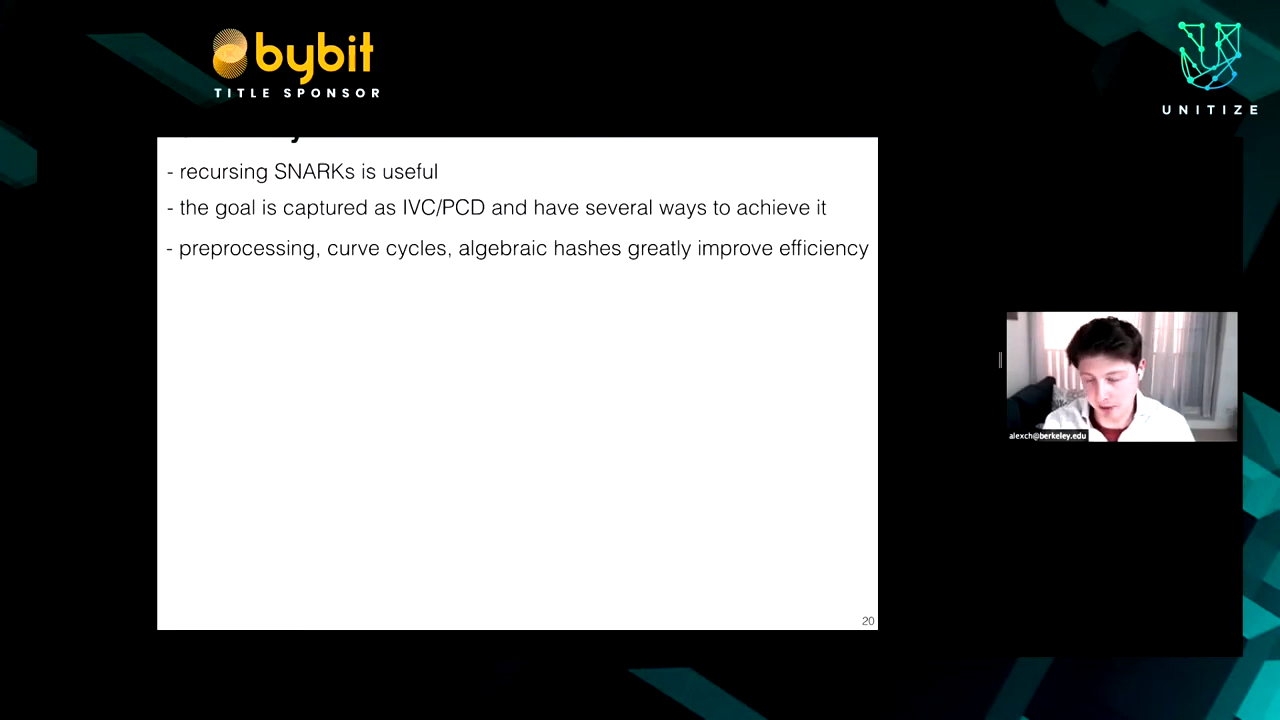 bybit
TITLE SPONSOR
UNITIZE
- recursing SNARKs is useful
- the goal is captured as IVC/PCD and have several ways to achieve it
- preprocessing, curve cycles, algebraic hashes greatly improve efficiency
alexch@berkeley.edu
20